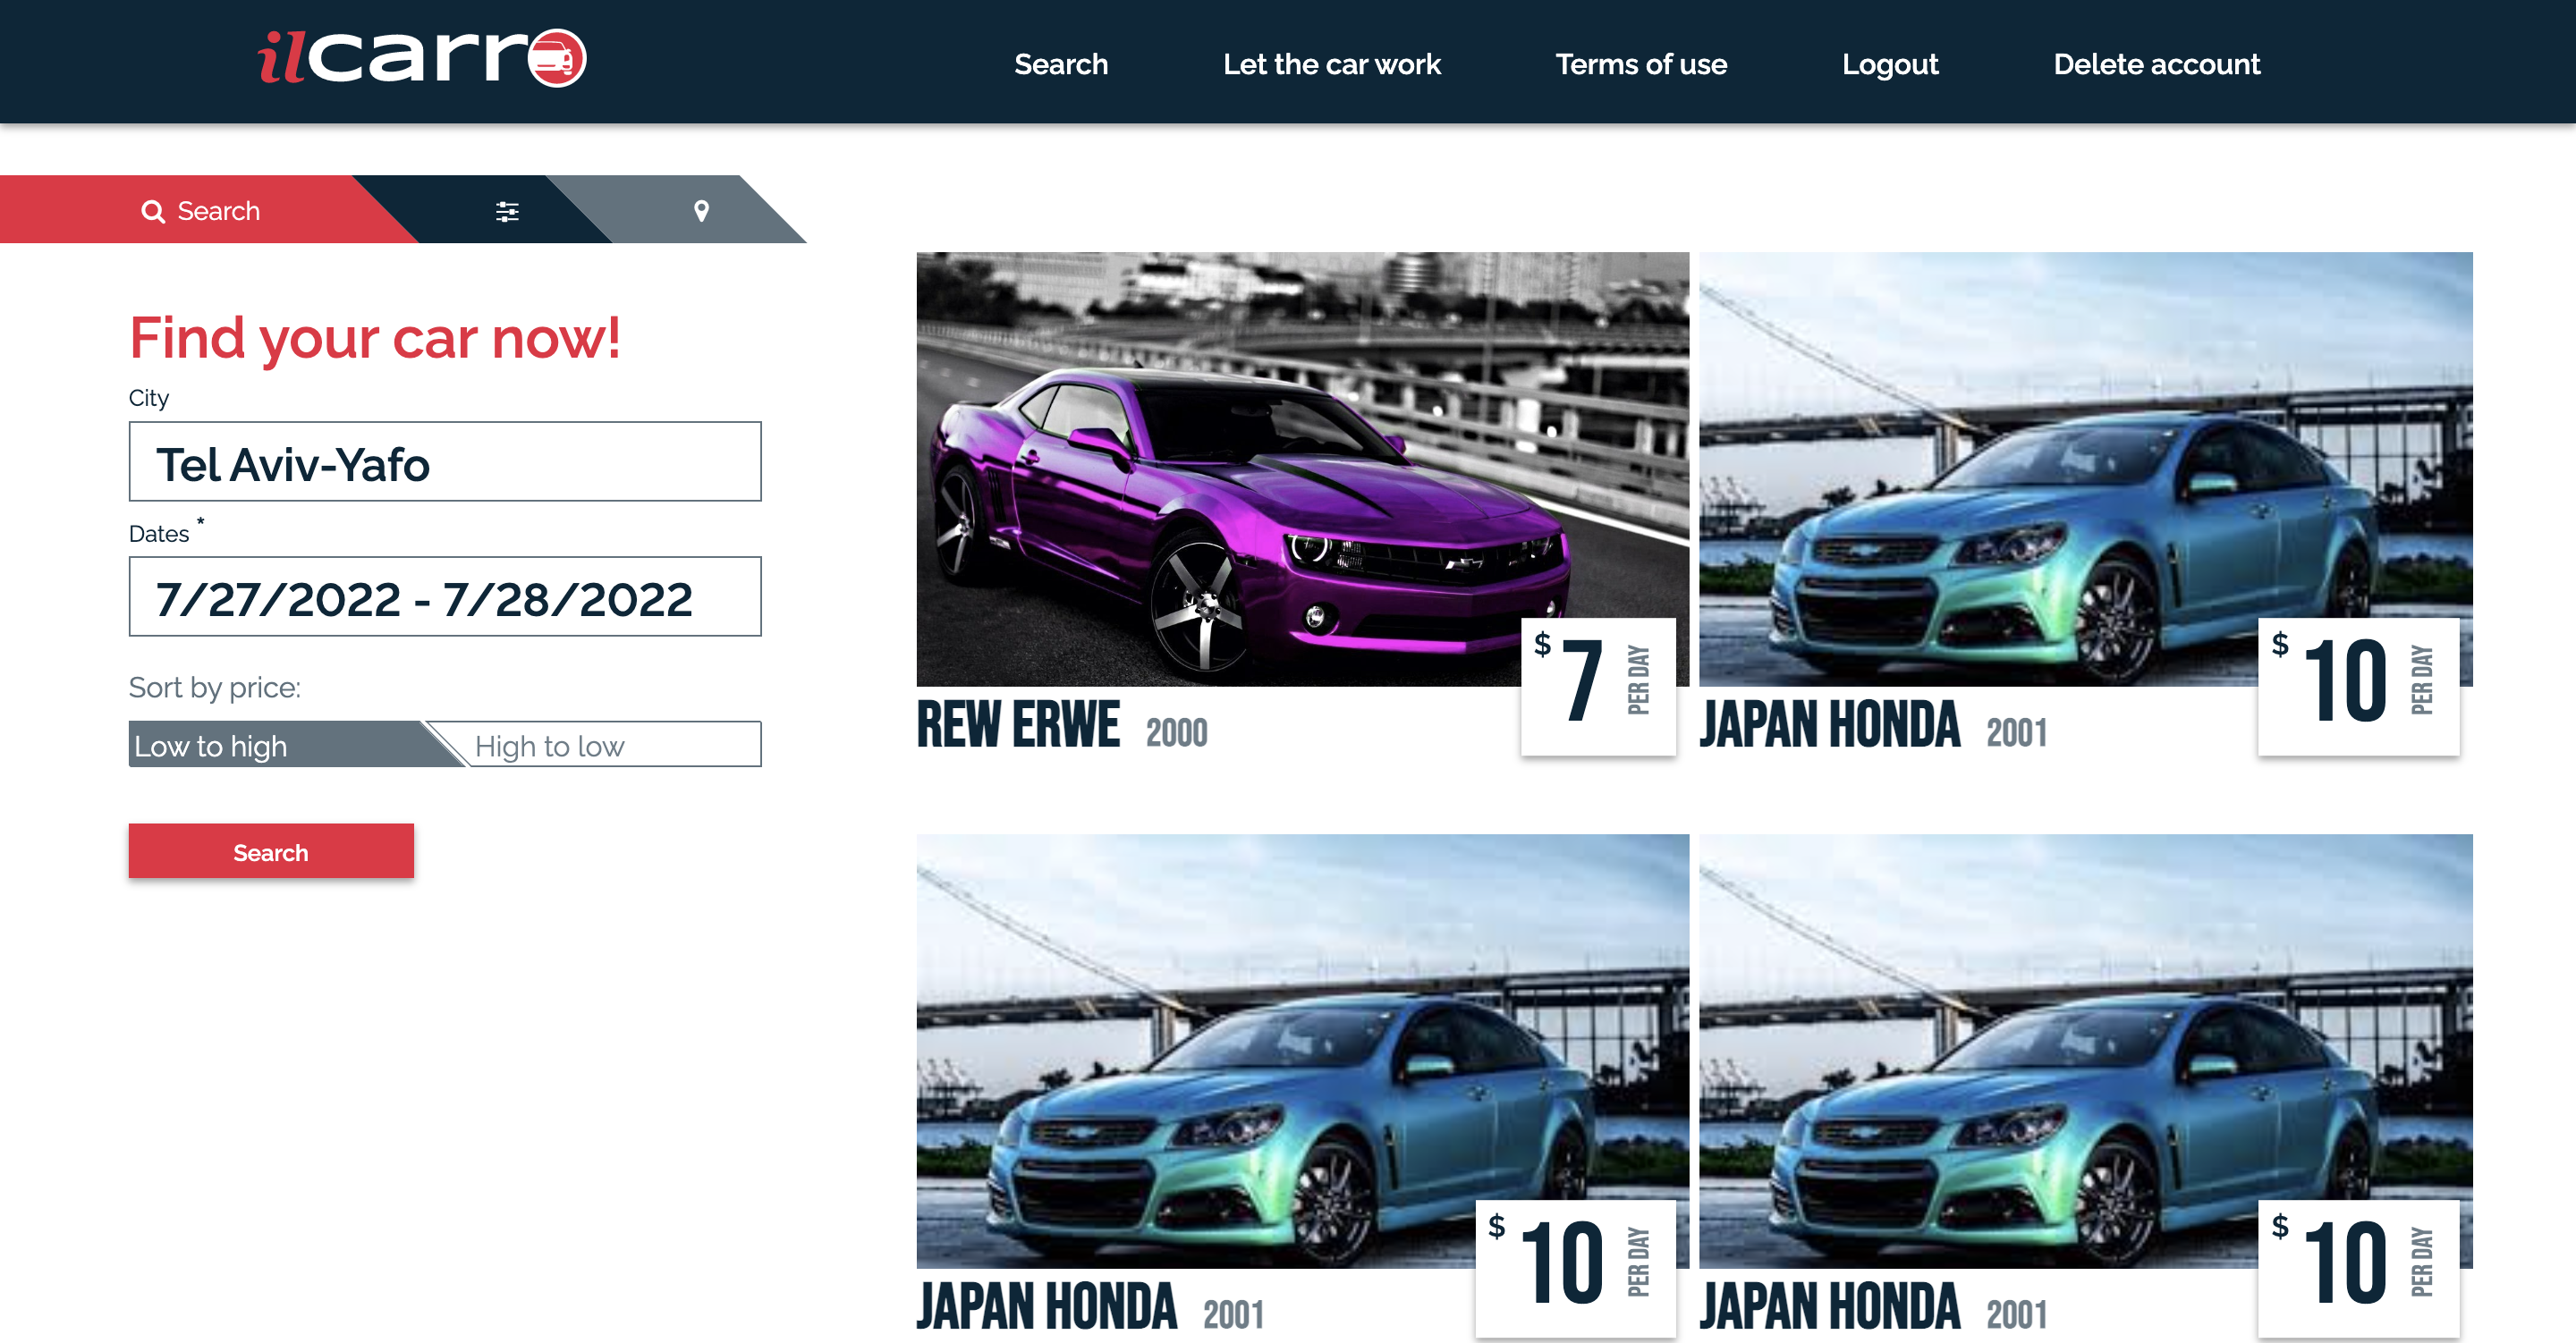 ilcarro
Search Let the car work Terms of use Logout Delete account
Search
Find your car now!
City
Tel Aviv-Yafo
Dates *
7/27/2022 - 7/28/2022
Sort by price:
Low to high High to low
Search
$ 7 PER DAY
REW ERWE 2000
$ 10 PER DAY
JAPAN HONDA 2001
$ 10 PER DAY
JAPAN HONDA 2001
$ 10 PER DAY
JAPAN HONDA 2001